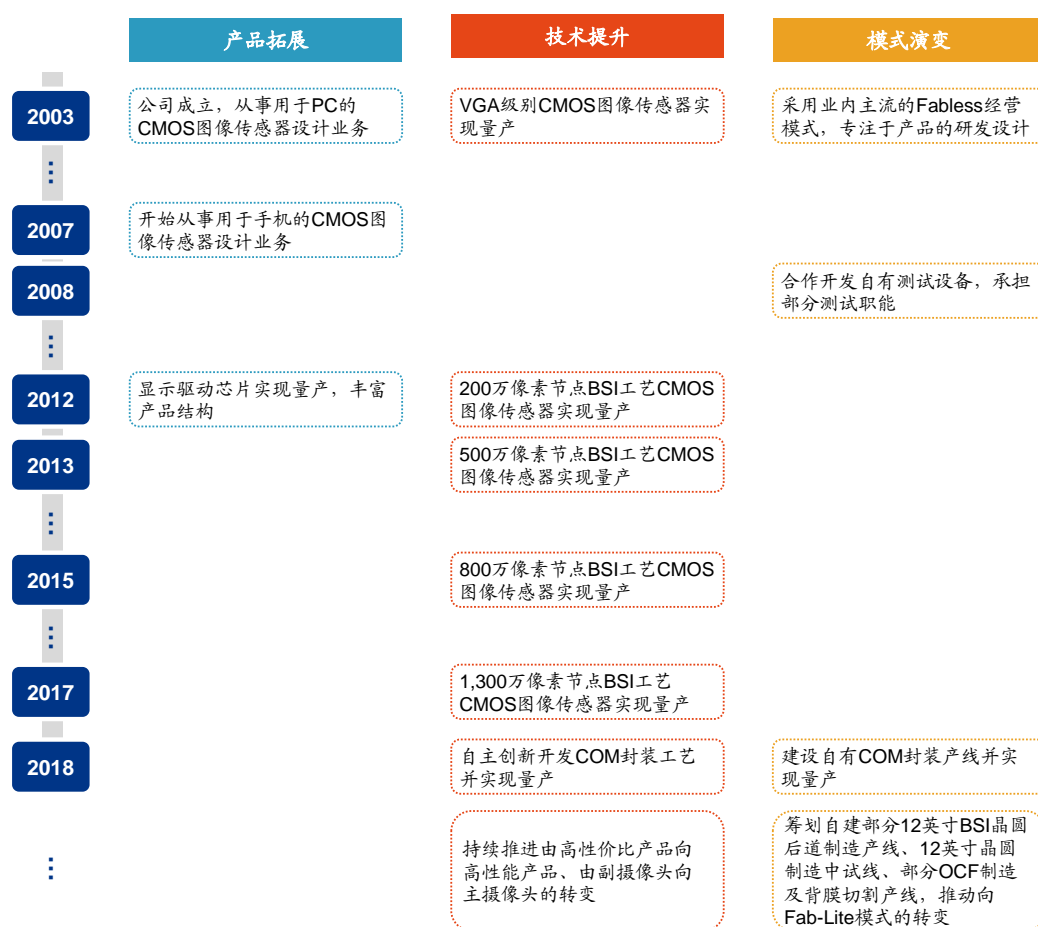 产品拓展
技术提升
模式演变
2003
公司成立，从事用于PC的
CMOS图像传感器设计业务
VGA级别CMOS图像传感器实
现量产
采用业内主流的Fabless经营
模式，专注于产品的研发设计
...
2007
开始从事用于手机的CMOS图
像传感器设计业务
2008
合作开发自有测试设备，承担
部分测试职能
...
2012
显示驱动芯片实现量产，丰富
产品结构
200万像素节点BSI工艺CMOS
图像传感器实现量产
2013
500万像素节点BSI工艺CMOS
图像传感器实现量产
...
2015
800万像素节点BSI工艺CMOS
图像传感器实现量产
...
2017
1,300万像素节点BSI工艺
CMOS图像传感器实现量产
2018
自主创新开发COM封装工艺
并实现量产
建设自有COM封装产线并实
现量产
...
持续推进由高性价比产品向
高性能产品、由副摄像头向
主摄像头的转变
筹划自建部分12英寸BSI晶圆
后道制造产线、12英寸晶圆
制造中试线、部分OCF制造
及背膜切割产线，推动向
Fab-Lite模式的转变